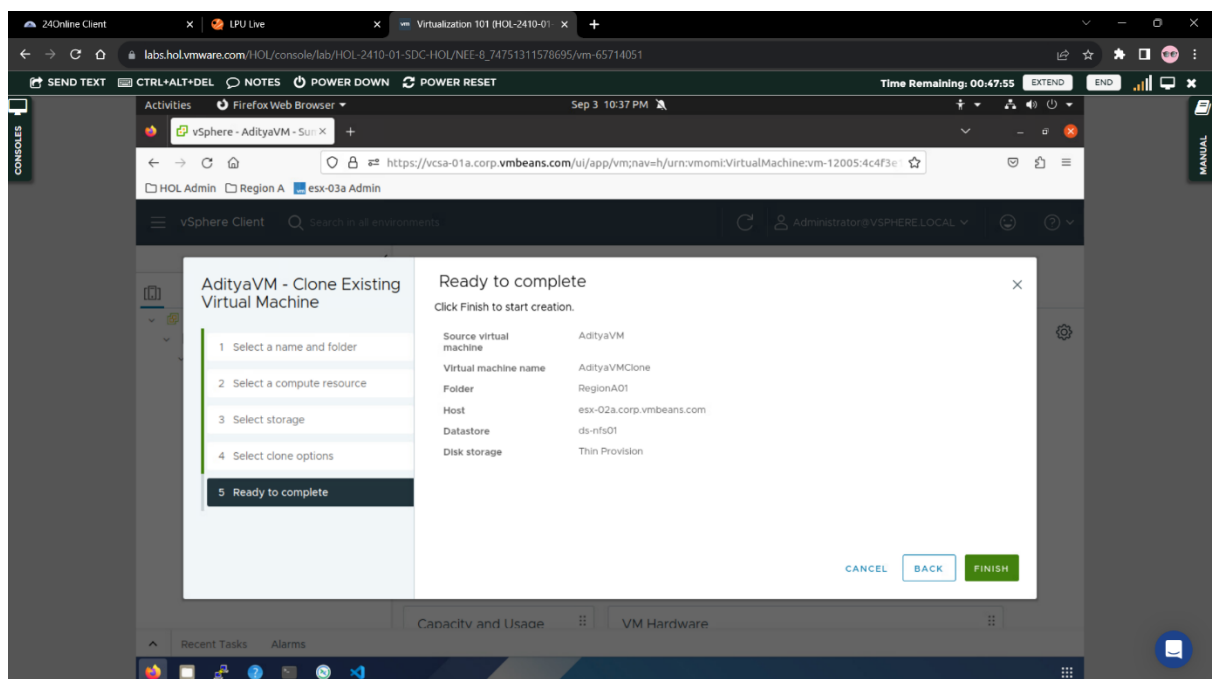 24Online Client
LPU Live
Virtualization 101 (HOL-2410-01-
labs.hol.vmware.com/HOL/console/lab/HOL-2410-01-SDC-HOL/NEE-8_74751311578695/vm-65714051
SEND TEXT CTRL+ALT+DEL NOTES POWER DOWN POWER RESET Time Remaining: 00:47:55 EXTEND END
CONSOLES
MANUAL
Activities Firefox Web Browser Sep 3 10:37 PM
vSphere - AdityaVM - Sum
https://vcsa-01a.corp.vmbeans.com/ui/app/vm;nav=h/urn:vmomi:VirtualMachine:vm-12005:4c4f3e
HOL Admin Region A esx-03a Admin
vSphere Client Search in all environments Administrator@VSPHERE.LOCAL
AdityaVM - Clone Existing
Virtual Machine
1 Select a name and folder
2 Select a compute resource
3 Select storage
4 Select clone options
5 Ready to complete
Ready to complete
Click Finish to start creation.
Source virtual machine AdityaVM
Virtual machine name AdityaVMClone
Folder RegionA01
Host esx-02a.corp.vmbeans.com
Datastore ds-nfs01
Disk storage Thin Provision
CANCEL BACK FINISH
Capacity and Usage VM Hardware
Recent Tasks Alarms